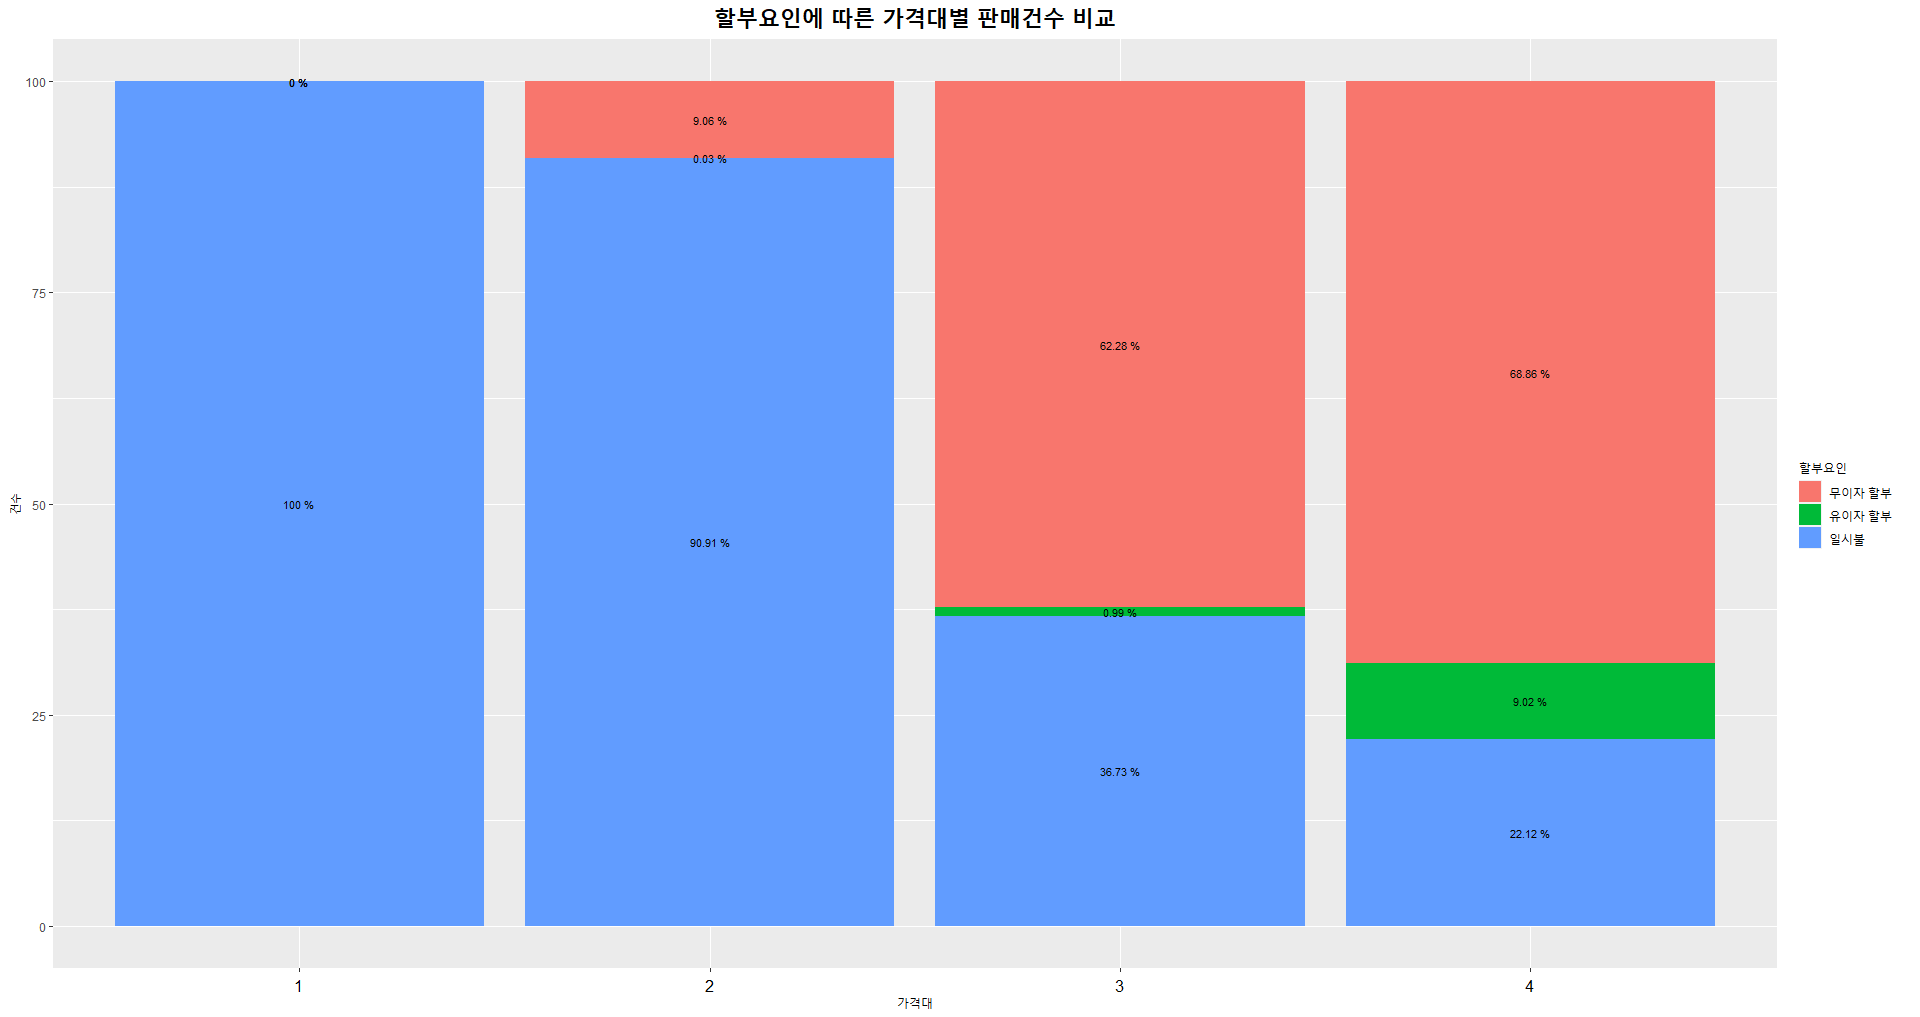 할부요인에 따른 가격대별 판매건수 비교
건수
100
75
50
25
0
0 %
100 %
9.06 %
0.03 %
90.91 %
62.28 %
0.99 %
36.73 %
68.86 %
9.02 %
22.12 %
1
2
3
4
가격대
할부요인
무이자 할부
유이자 할부
일시불